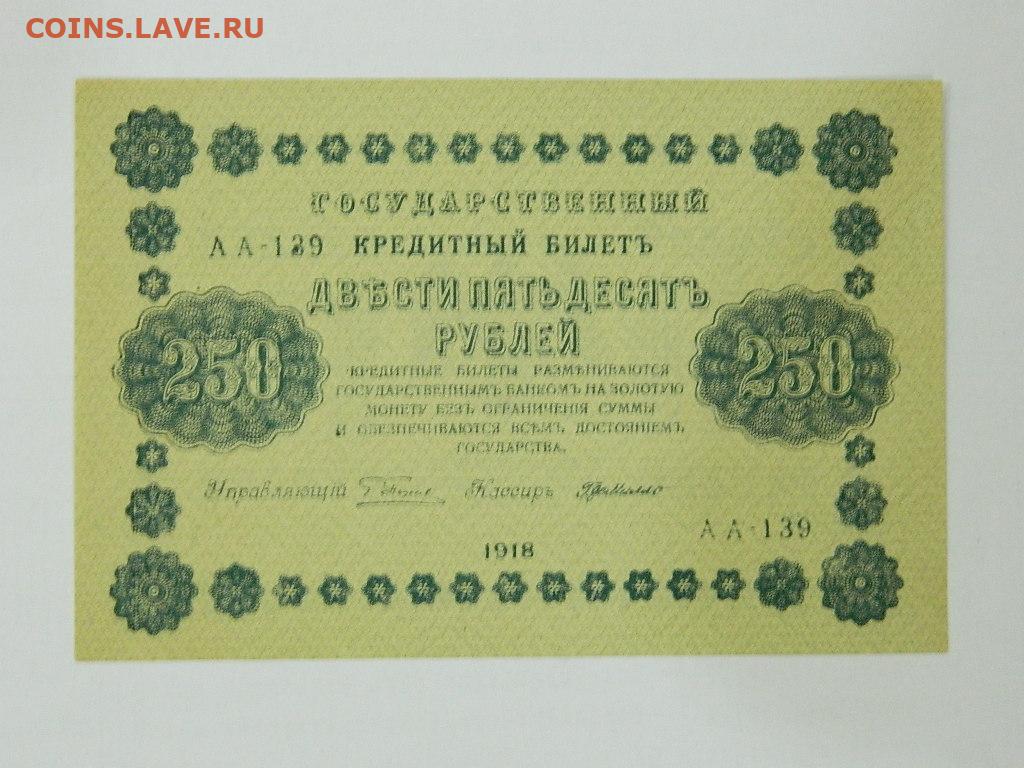 COINS.LAVE.RU
ГОСУДАРСТВЕННЫЙ
АА-139 КРЕДИТНЫЙ БИЛЕТЪ
ДВѢСТИ ПЯТЬДЕСЯТЪ
РУБЛЕЙ
250 250
КРЕДИТНЫЕ БИЛЕТЫ РАЗМѢНИВАЮТСЯ
ГОСУДАРСТВЕННЫМЪ БАНКОМЪ НА ЗОЛОТУЮ
МОНЕТУ БЕЗЪ ОГРАНИЧЕНІЯ СУММЫ
И ОБЕЗПЕЧИВАЮТСЯ ВСѢМЪ ДОСТОЯНІЕМЪ
ГОСУДАРСТВА.
Управляющій Кассиръ
АА-139
1918